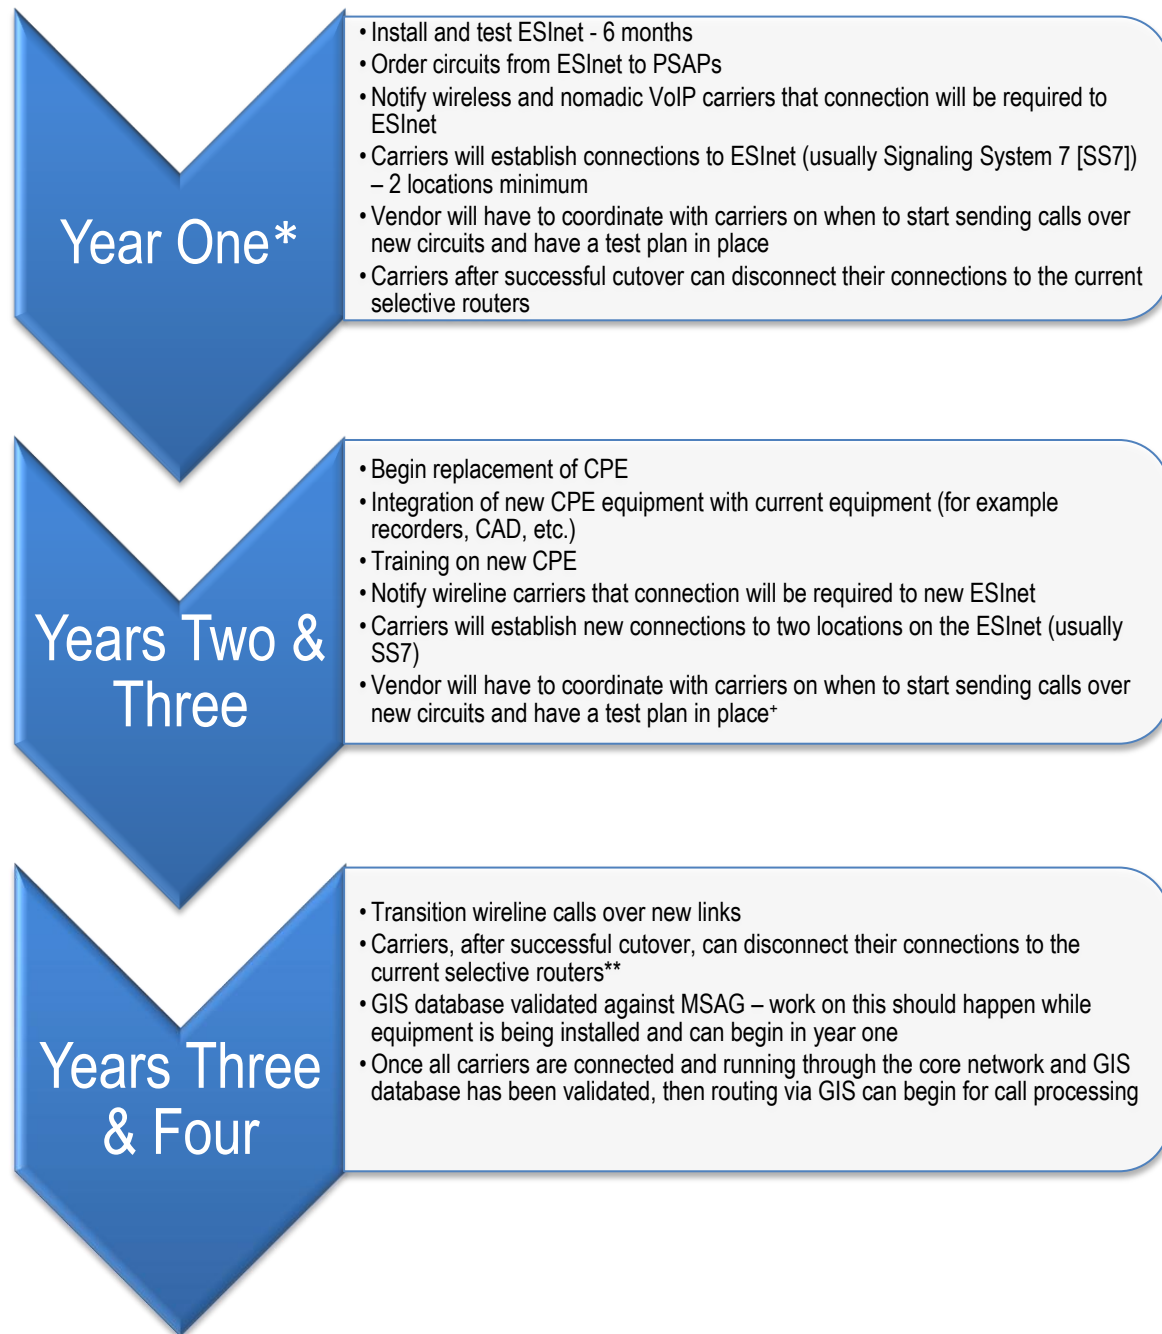 Year One*
• Install and test ESInet - 6 months
• Order circuits from ESInet to PSAPs
• Notify wireless and nomadic VoIP carriers that connection will be required to
ESInet
• Carriers will establish connections to ESInet (usually Signaling System 7 [SS7])
– 2 locations minimum
• Vendor will have to coordinate with carriers on when to start sending calls over
new circuits and have a test plan in place
• Carriers after successful cutover can disconnect their connections to the current
selective routers
Years Two &
Three
• Begin replacement of CPE
• Integration of new CPE equipment with current equipment (for example
recorders, CAD, etc.)
• Training on new CPE
• Notify wireline carriers that connection will be required to new ESInet
• Carriers will establish new connections to two locations on the ESInet (usually
SS7)
• Vendor will have to coordinate with carriers on when to start sending calls over
new circuits and have a test plan in place⁺
Years Three
& Four
• Transition wireline calls over new links
• Carriers, after successful cutover, can disconnect their connections to the
current selective routers**
• GIS database validated against MSAG – work on this should happen while
equipment is being installed and can begin in year one
• Once all carriers are connected and running through the core network and GIS
database has been validated, then routing via GIS can begin for call processing